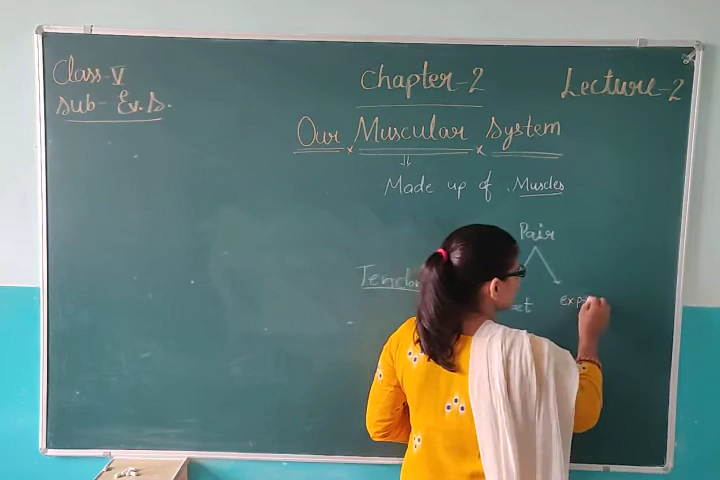 Class-V
Sub- Ev.S.
Chapter-2
Lecture-2
Our Muscular System
Made up of Muscles
Pair